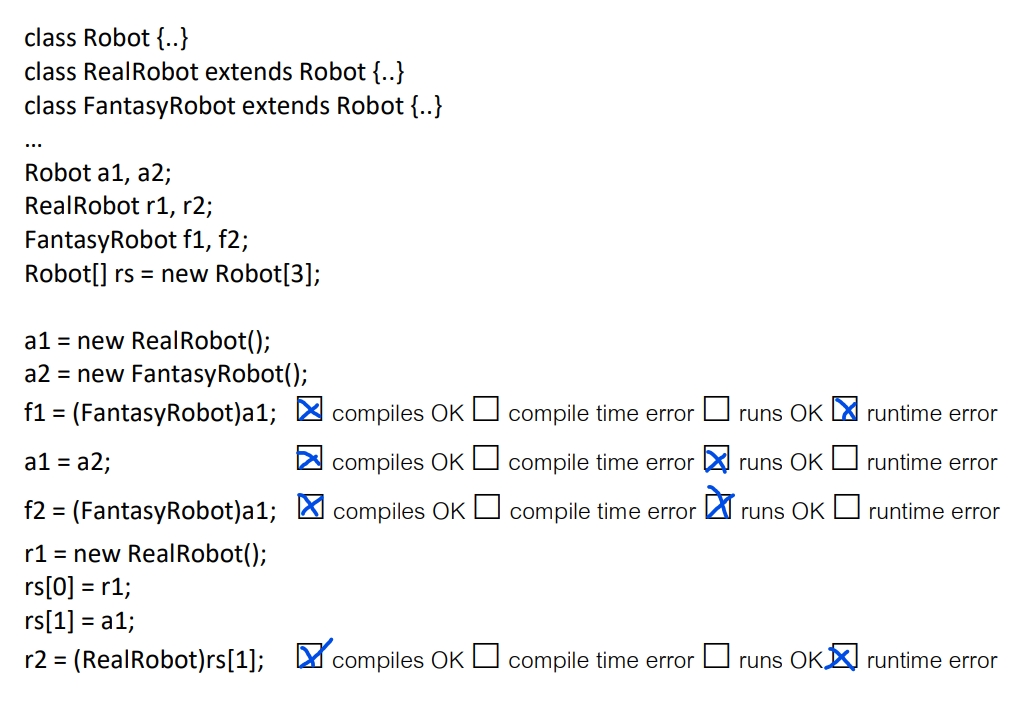 class Robot {..}
class RealRobot extends Robot {..}
class FantasyRobot extends Robot {..}
...
Robot a1, a2;
RealRobot r1, r2;
FantasyRobot f1, f2;
Robot[] rs = new Robot[3];
a1 = new RealRobot();
a2 = new FantasyRobot();
f1 = (FantasyRobot)a1; ☒ compiles OK ☐ compile time error ☐ runs OK ☒ runtime error
a1 = a2; ☒ compiles OK ☐ compile time error ☒ runs OK ☐ runtime error
f2 = (FantasyRobot)a1; ☒ compiles OK ☐ compile time error ☒ runs OK ☐ runtime error
r1 = new RealRobot();
rs[0] = r1;
rs[1] = a1;
r2 = (RealRobot)rs[1]; ☒ compiles OK ☐ compile time error ☐ runs OK ☒ runtime error